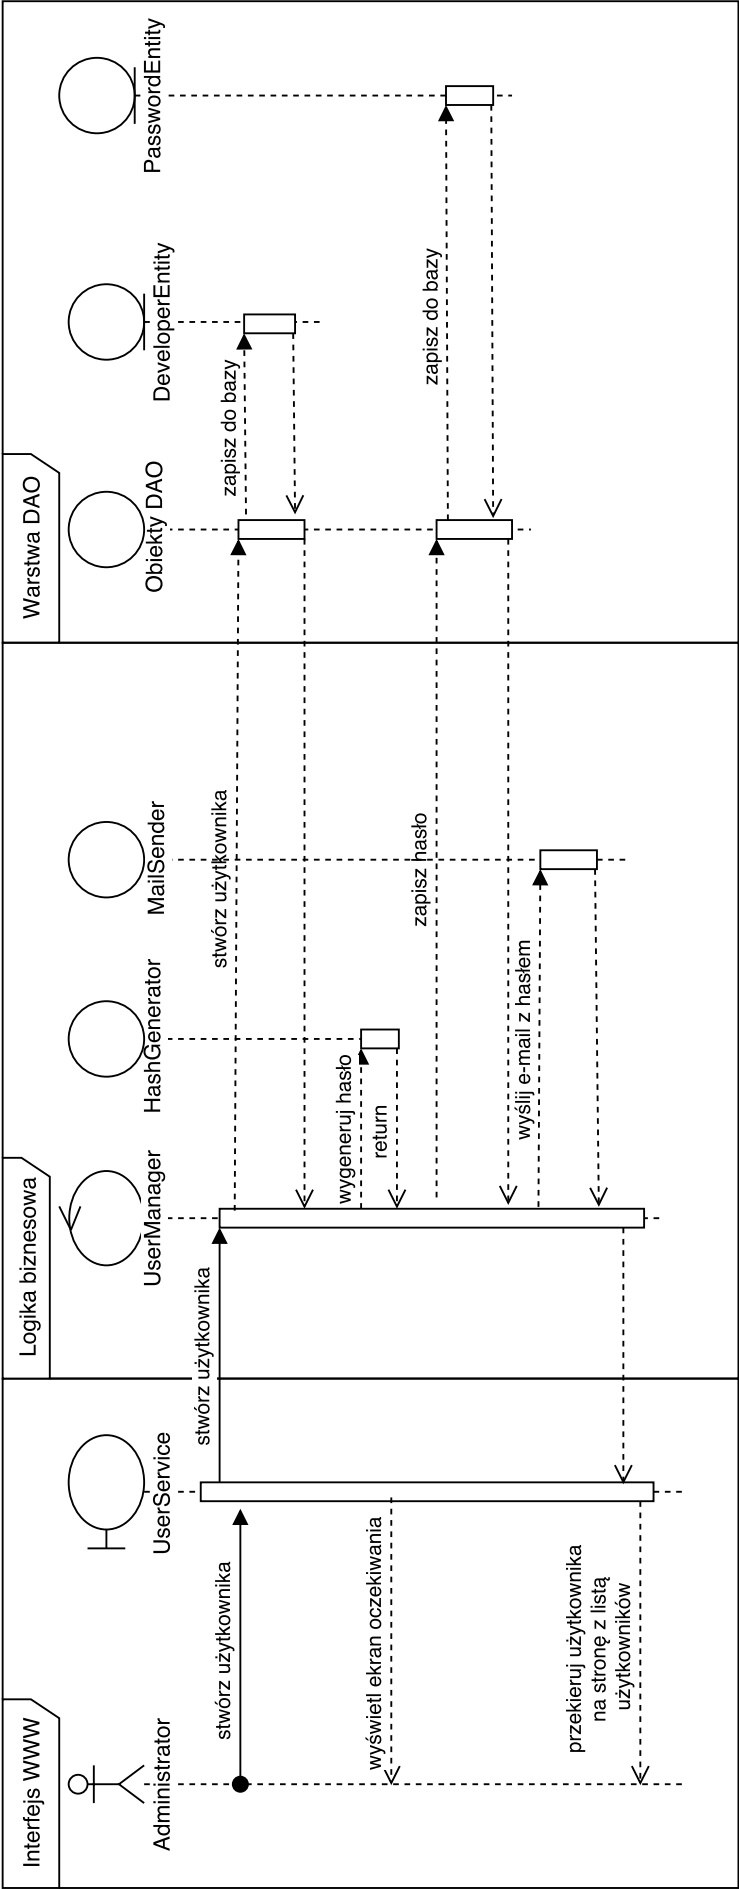 Interfejs WWW
Logika biznesowa
Warstwa DAO
Administrator
UserService
UserManager
HashGenerator
MailSender
Obiekty DAO
DeveloperEntity
PasswordEntity
stwórz użytkownika
stwórz użytkownika
stwórz użytkownika
zapisz do bazy
wygeneruj hasło
return
wyświetl ekran oczekiwania
zapisz hasło
zapisz do bazy
wyślij e-mail z hasłem
przekieruj użytkownika
na stronę z listą
użytkowników